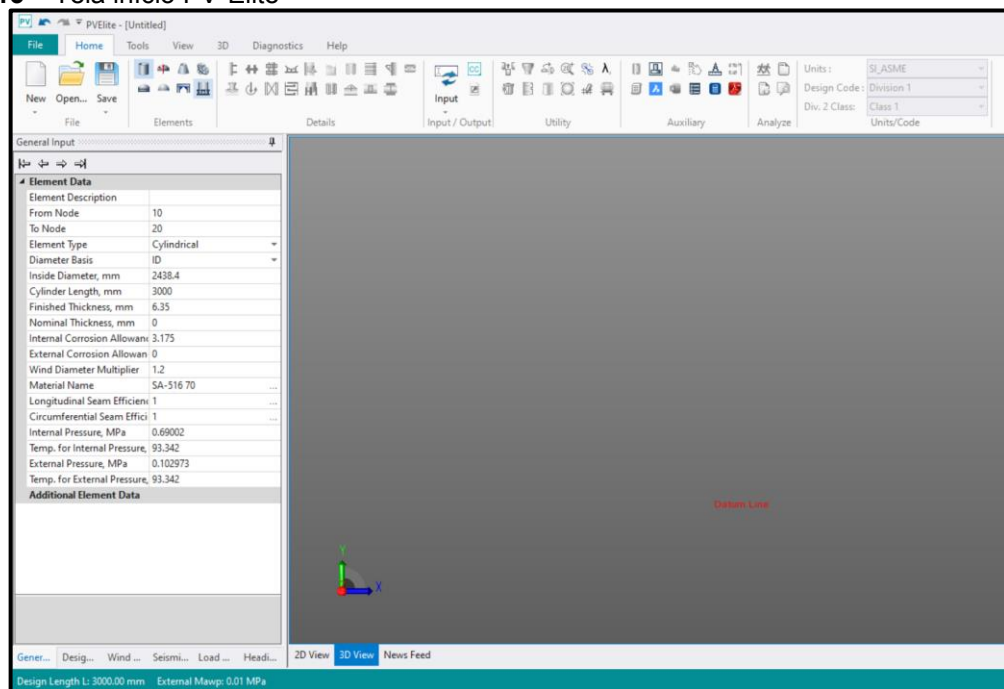 Tela início PV Elite
PV PVElite - [Untitled]
File Home Tools View 3D Diagnostics Help
New Open... Save
File
Elements
Details
Input
Input / Output
Utility
Auxiliary
Analyze
Units: SI_ASME
Design Code: Division 1
Div. 2 Class: Class 1
Units/Code
General Input
Element Data
Element Description
From Node 10
To Node 20
Element Type Cylindrical
Diameter Basis ID
Inside Diameter, mm 2438.4
Cylinder Length, mm 3000
Finished Thickness, mm 6.35
Nominal Thickness, mm 0
Internal Corrosion Allowan 3.175
External Corrosion Allowan 0
Wind Diameter Multiplier 1.2
Material Name SA-516 70 ...
Longitudinal Seam Efficien 1 ...
Circumferential Seam Effici 1 ...
Internal Pressure, MPa 0.69002
Temp. for Internal Pressure, 93.342
External Pressure, MPa 0.102973
Temp. for External Pressure, 93.342
Additional Element Data
Datum Line
Y
X
Gener... Desig... Wind ... Seismi... Load ... Headi...
2D View 3D View News Feed
Design Length L: 3000.00 mm External Mawp: 0.01 MPa